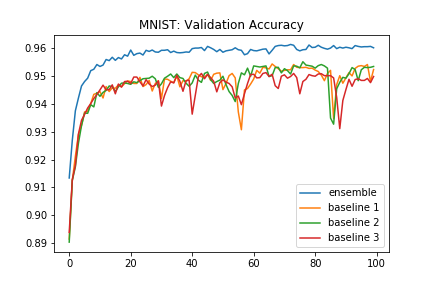 MNIST: Validation Accuracy
0.96
0.95
0.94
0.93
0.92
0.91
0.90
0.89
0 20 40 60 80 100
ensemble
baseline 1
baseline 2
baseline 3